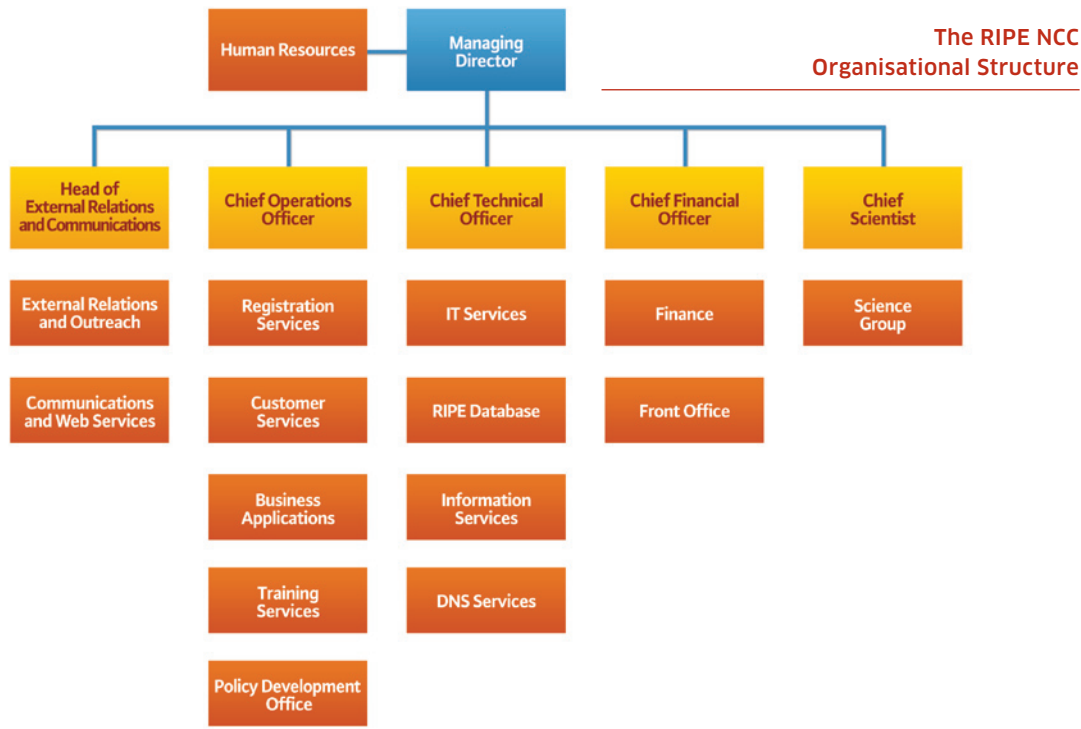 The RIPE NCC
Organisational Structure
Human Resources
Managing
Director
Head of
External Relations
and Communications
Chief Operations
Officer
Chief Technical
Officer
Chief Financial
Officer
Chief
Scientist
External Relations
and Outreach
Registration
Services
IT Services
Finance
Science
Group
Communications
and Web Services
Customer
Services
RIPE Database
Front Office
Business
Applications
Information
Services
Training
Services
DNS Services
Policy Development
Office